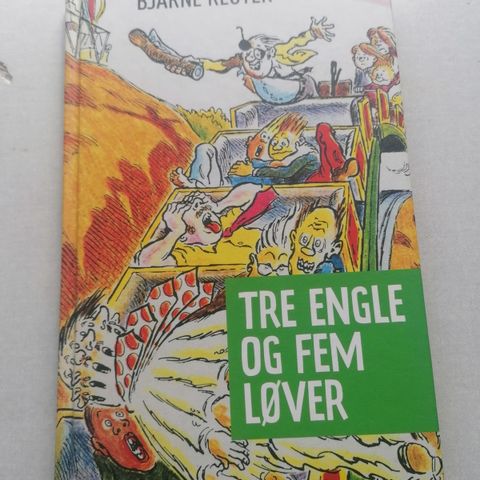 BJARNE REUTER
TRE ENGLE
OG FEM
LØVER